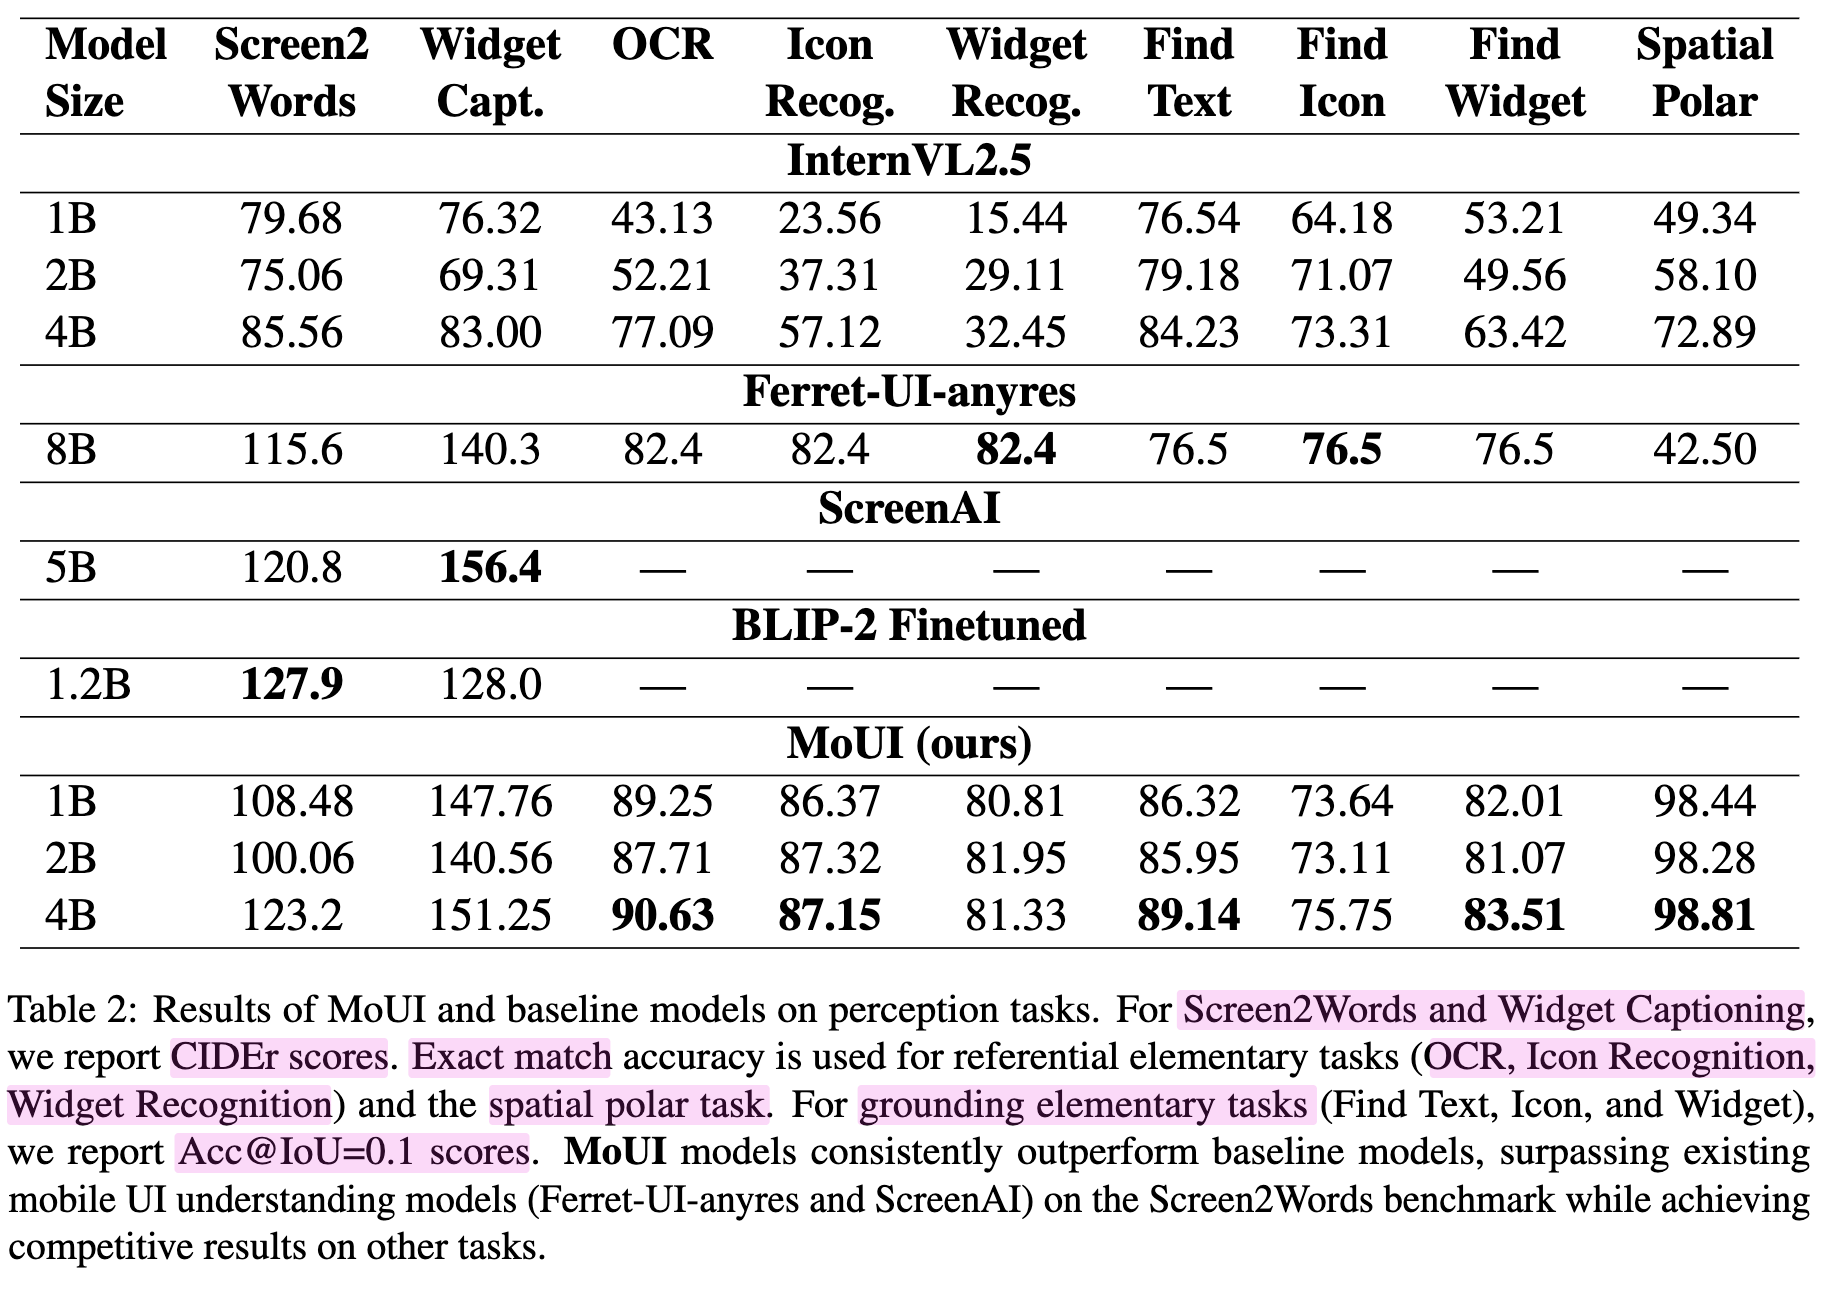 Model Screen2 Widget OCR Icon Widget Find Find Find Spatial
Size Words Capt. Recog. Recog. Text Icon Widget Polar
InternVL2.5
1B 79.68 76.32 43.13 23.56 15.44 76.54 64.18 53.21 49.34
2B 75.06 69.31 52.21 37.31 29.11 79.18 71.07 49.56 58.10
4B 85.56 83.00 77.09 57.12 32.45 84.23 73.31 63.42 72.89
Ferret-UI-anyres
8B 115.6 140.3 82.4 82.4 82.4 76.5 76.5 76.5 42.50
ScreenAI
5B 120.8 156.4 — — — — — — —
BLIP-2 Finetuned
1.2B 127.9 128.0 — — — — — — —
MoUI (ours)
1B 108.48 147.76 89.25 86.37 80.81 86.32 73.64 82.01 98.44
2B 100.06 140.56 87.71 87.32 81.95 85.95 73.11 81.07 98.28
4B 123.2 151.25 90.63 87.15 81.33 89.14 75.75 83.51 98.81
Table 2: Results of MoUI and baseline models on perception tasks. For Screen2Words and Widget Captioning,
we report CIDEr scores. Exact match accuracy is used for referential elementary tasks (OCR, Icon Recognition,
Widget Recognition) and the spatial polar task. For grounding elementary tasks (Find Text, Icon, and Widget),
we report Acc@IoU=0.1 scores. MoUI models consistently outperform baseline models, surpassing existing
mobile UI understanding models (Ferret-UI-anyres and ScreenAI) on the Screen2Words benchmark while achieving
competitive results on other tasks.